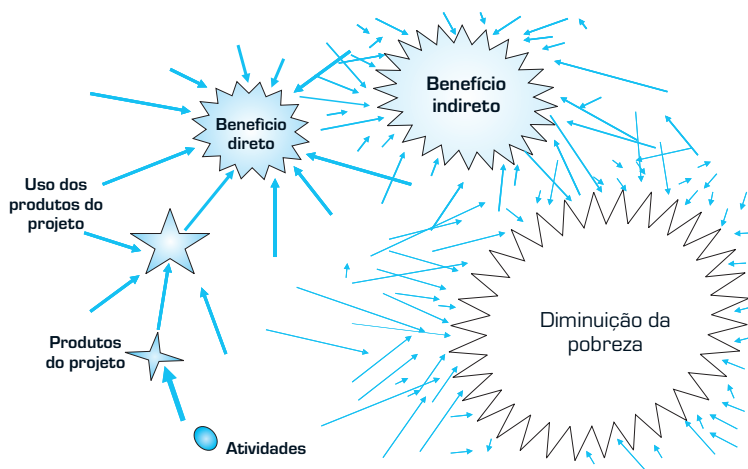 Benefício
indireto
Beneficio
direto
Uso dos
produtos do
projeto
Produtos
do projeto
Atividades
Diminuição da
pobreza